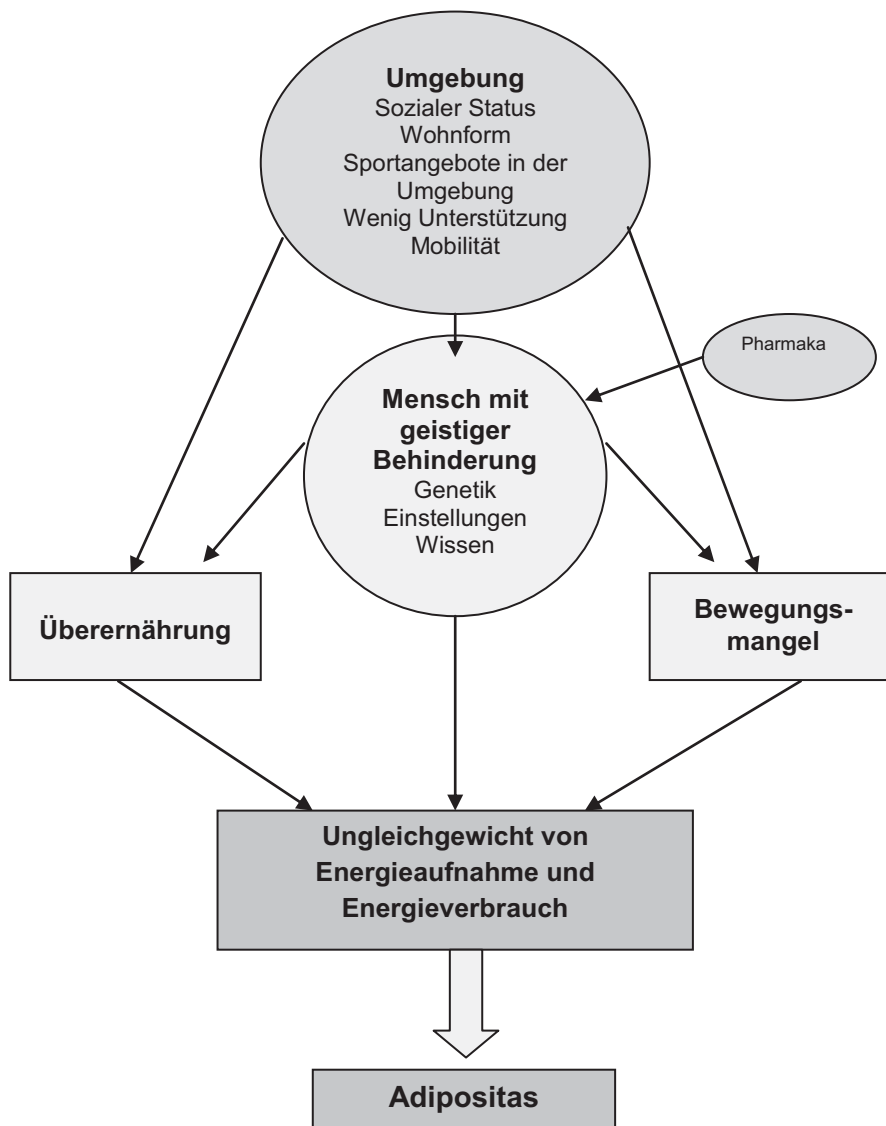 Umgebung
Sozialer Status
Wohnform
Sportangebote in der
Umgebung
Wenig Unterstützung
Mobilität
Pharmaka
Mensch mit
geistiger
Behinderung
Genetik
Einstellungen
Wissen
Überernährung
Bewegungs-
mangel
Ungleichgewicht von
Energieaufnahme und
Energieverbrauch
Adipositas